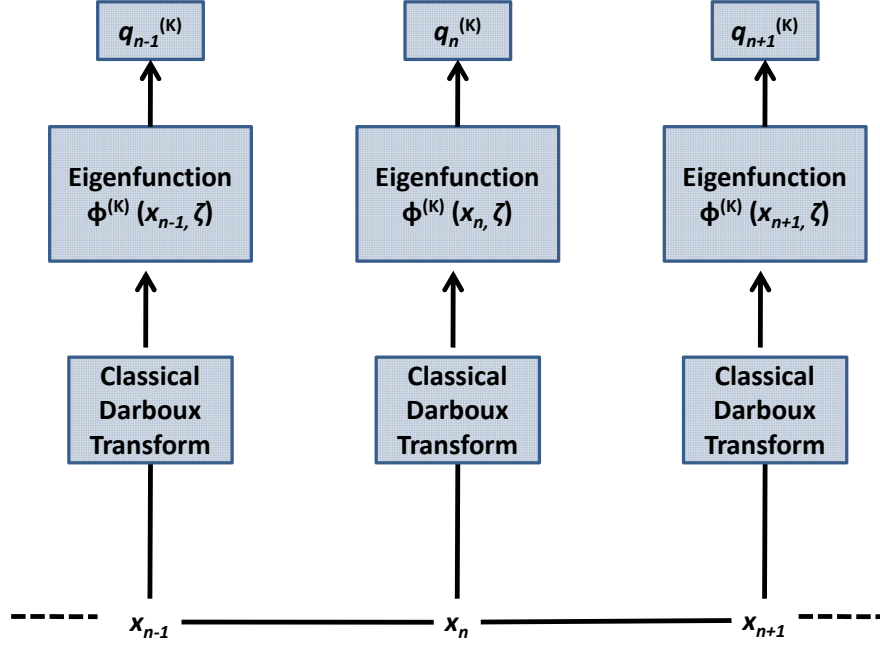 q_{n-1}^{(K)} q_n^{(K)} q_{n+1}^{(K)}
Eigenfunction Eigenfunction Eigenfunction
Φ^{(K)} (x_{n-1,} ζ) Φ^{(K)} (x_{n,} ζ) Φ^{(K)} (x_{n+1,} ζ)
Classical Classical Classical
Darboux Darboux Darboux
Transform Transform Transform
x_{n-1} x_n x_{n+1}